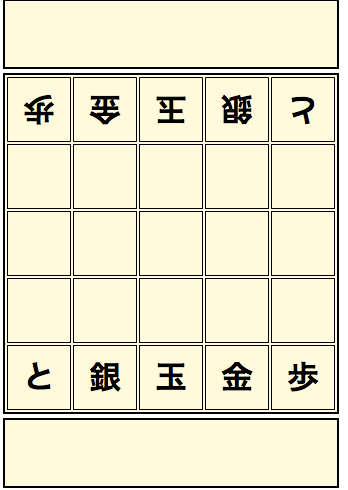 歩 金 王 銀 と
と 銀 玉 金 歩